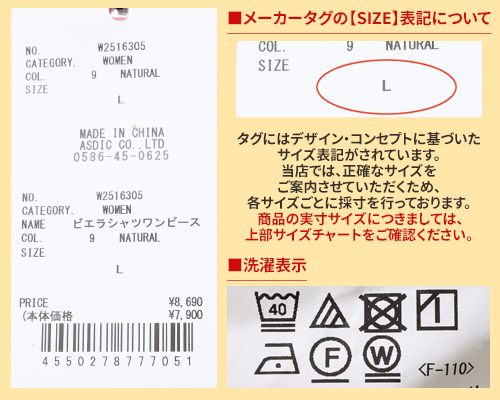 NO. W2516305
CATEGORY. WOMEN
COL. 9 NATURAL
SIZE
L
MADE IN CHINA
ASDIC CO.,LTD
0586-45-0625
NO. W2516305
CATEGORY. WOMEN
NAME ビエラシャツワンピース
COL. 9 NATURAL
SIZE
L
PRICE ¥8,690
(本体価格 ¥7,900
4550278777051
■メーカータグの【SIZE】表記について
COL. 9 NATURAL
SIZE
L
タグにはデザイン・コンセプトに基づいた
サイズ表記がされています。
当店では、正確なサイズを
ご案内させていただくため、
各サイズごとに採寸を行っております。
商品の実寸サイズにつきましては、
上部サイズチャートをご確認ください。
■洗濯表示
40
F W
〈F-110〉